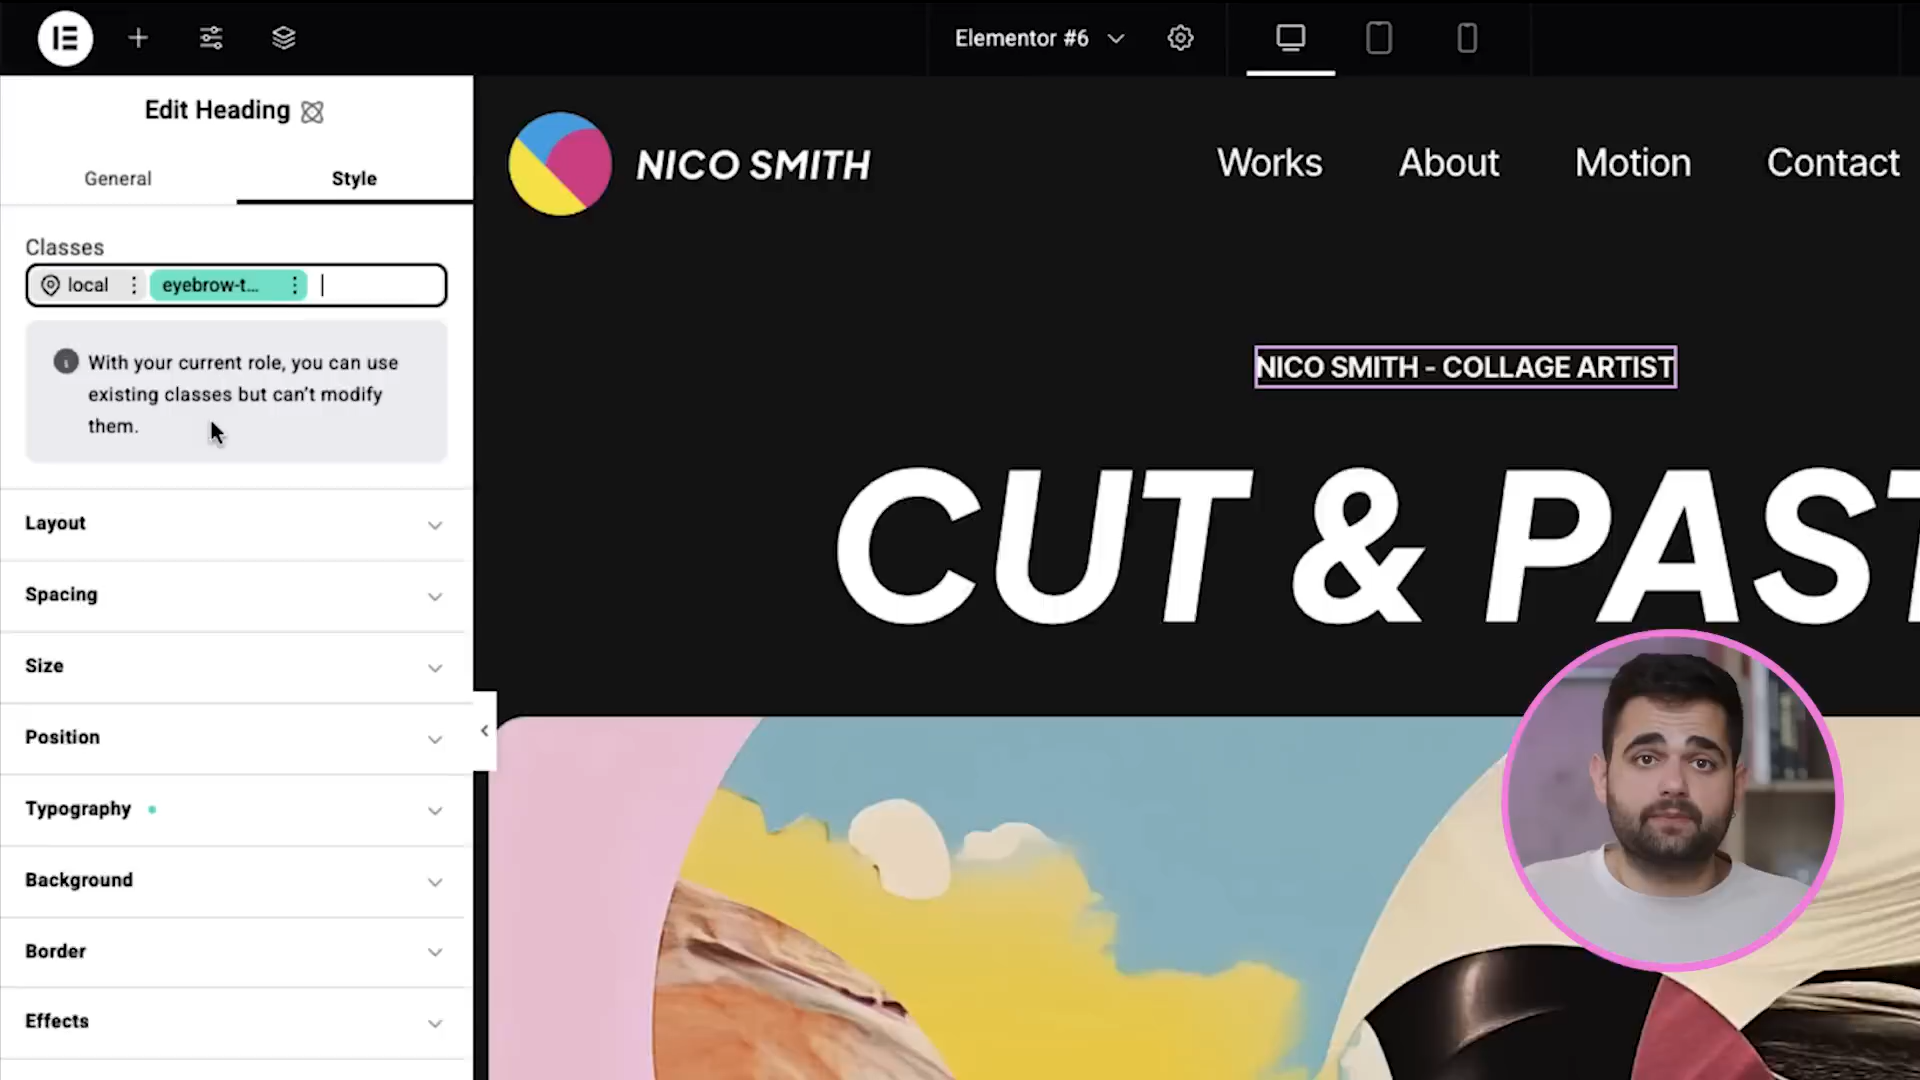 Elementor #6
Edit Heading
General
Style
Classes
local
eyebrow-t...
With your current role, you can use
existing classes but can't modify
them.
Layout
Spacing
Size
Position
Typography
Background
Border
Effects
NICO SMITH
Works
About
Motion
Contact
NICO SMITH - COLLAGE ARTIST
CUT & PAST